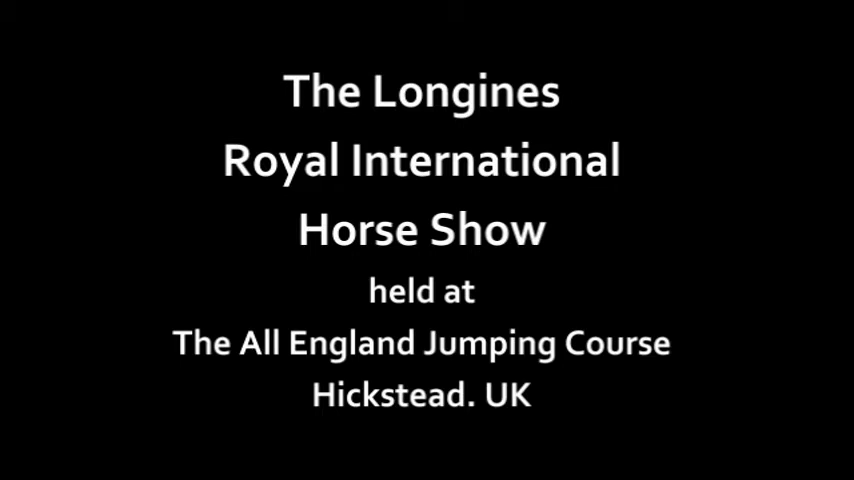 The Longines
Royal International
Horse Show
held at
The All England Jumping Course
Hickstead. UK